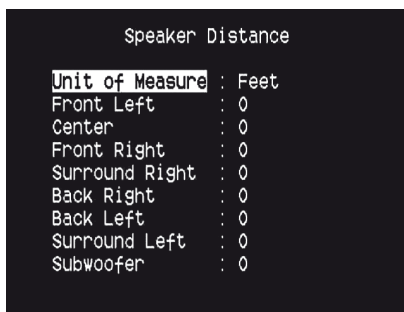 Speaker Distance
Unit of Measure : Feet
Front Left : 0
Center : 0
Front Right : 0
Surround Right : 0
Back Right : 0
Back Left : 0
Surround Left : 0
Subwoofer : 0